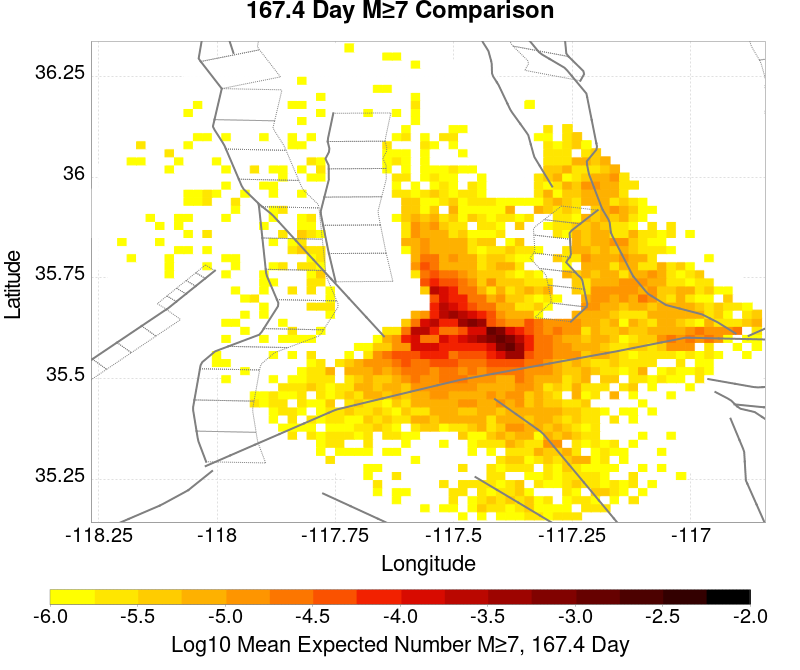 167.4 Day M≥7 Comparison
36.25
36
35.75
35.5
35.25
Latitude
-118.25 -118 -117.75 -117.5 -117.25 -117
Longitude
-6.0 -5.5 -5.0 -4.5 -4.0 -3.5 -3.0 -2.5 -2.0
Log10 Mean Expected Number M≥7, 167.4 Day